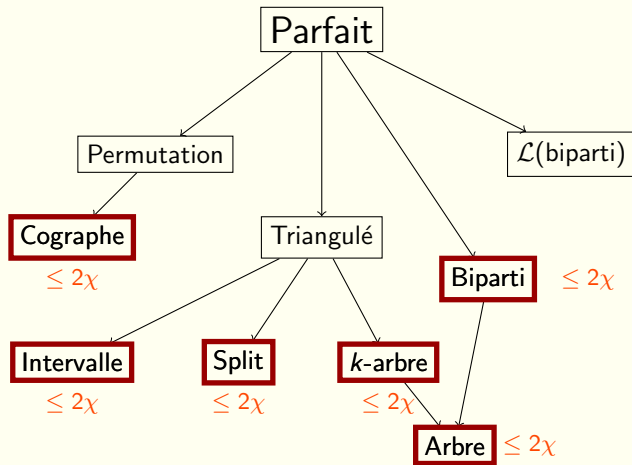 Parfait
Permutation
ℒ(biparti)
Cographe
Triangulé
≤ 2χ
Biparti
≤ 2χ
Intervalle
Split
k-arbre
≤ 2χ
≤ 2χ
≤ 2χ
Arbre
≤ 2χ